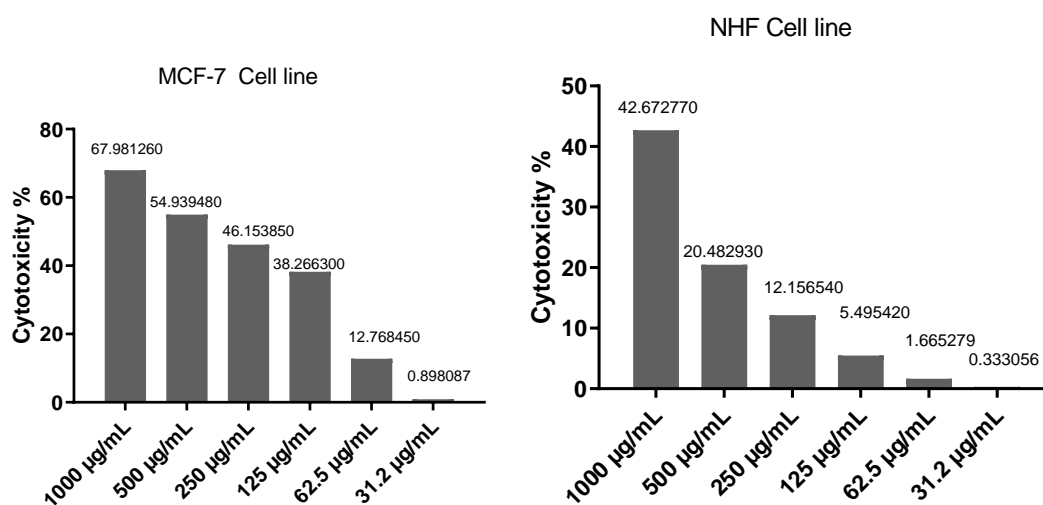 MCF-7 Cell line
Cytotoxicity %
80
60
40
20
0
67.981260
54.939480
46.153850
38.266300
12.768450
0.898087
1000 µg/mL
500 µg/mL
250 µg/mL
125 µg/mL
62.5 µg/mL
31.2 µg/mL
NHF Cell line
Cytotoxicity %
50
40
30
20
10
0
42.672770
20.482930
12.156540
5.495420
1.665279
0.333056
1000 µg/mL
500 µg/mL
250 µg/mL
125 µg/mL
62.5 µg/mL
31.2 µg/mL